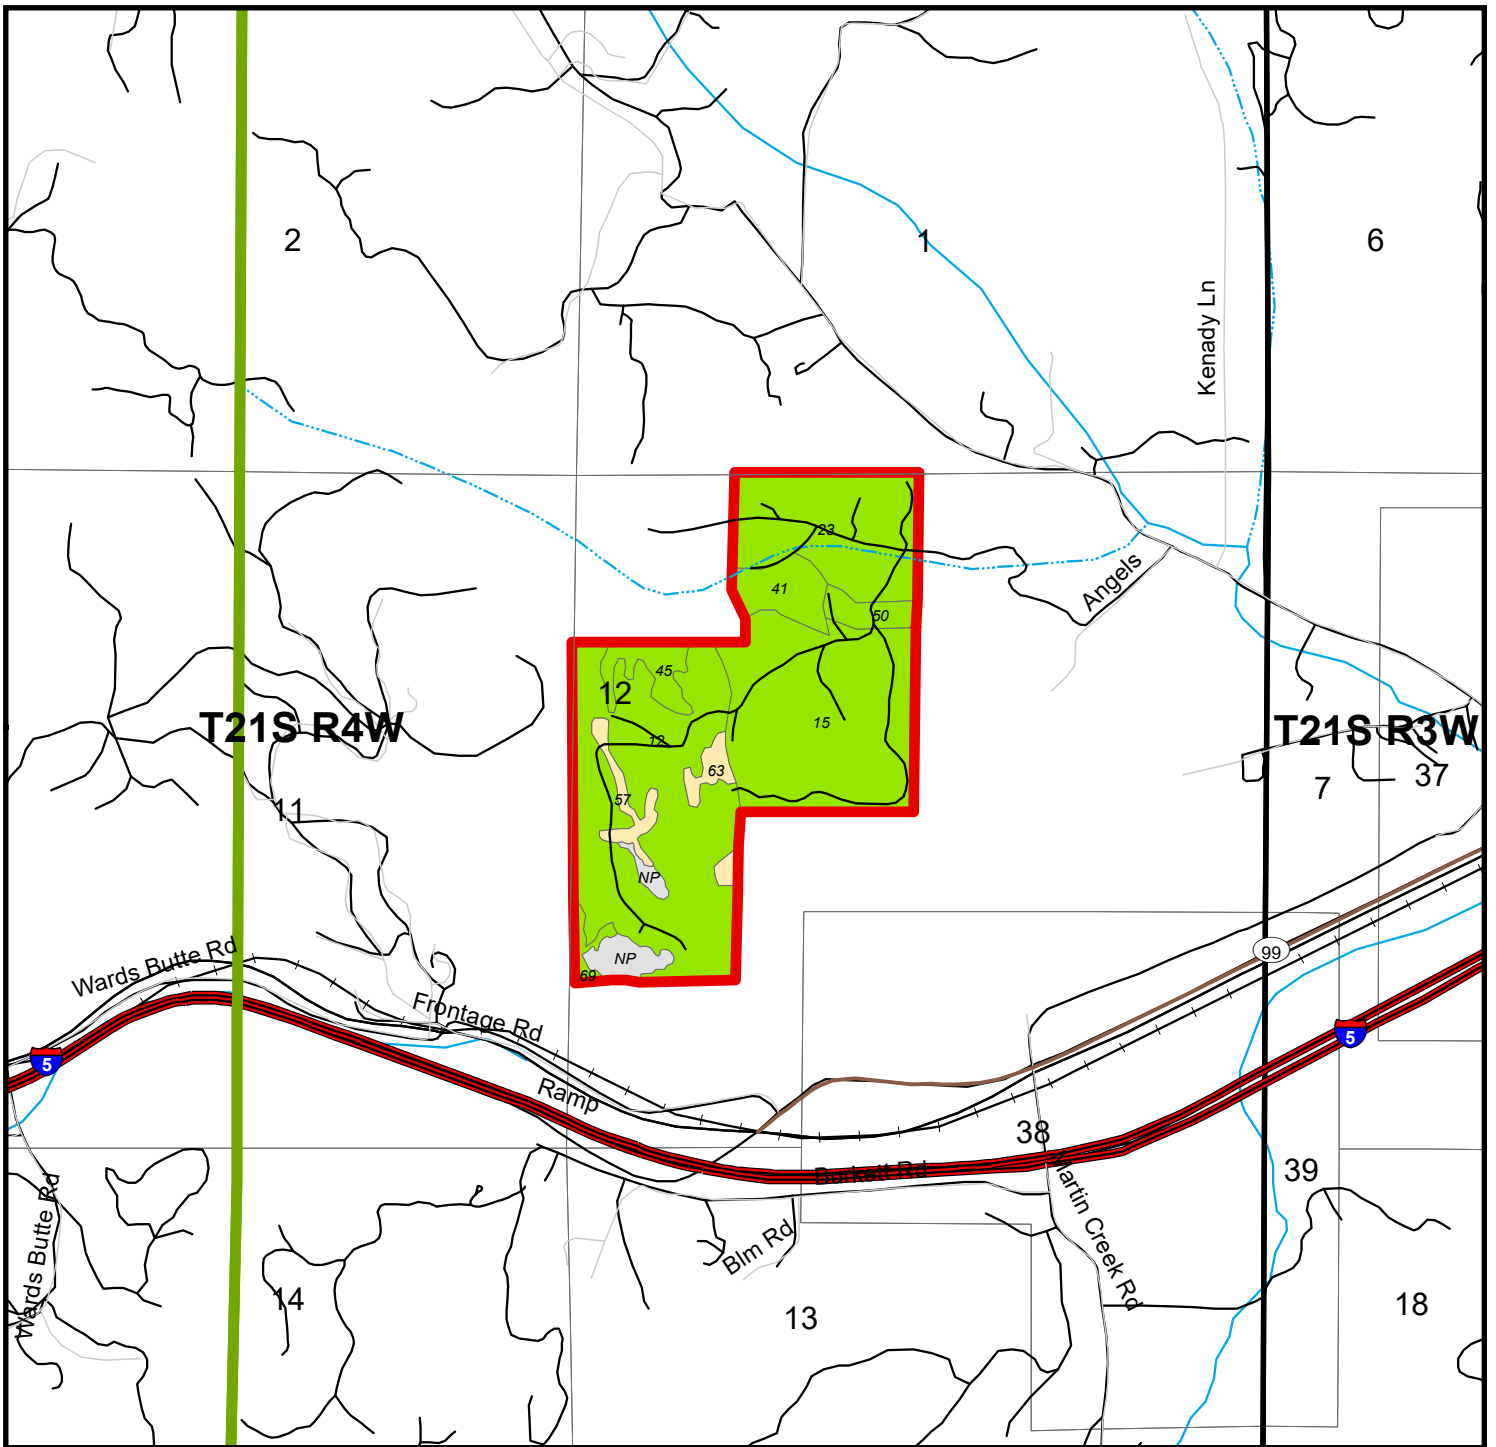 2
1
6
Kenady Ln
23
Angels
41
50
45
12
15
T21S R4W
T21S R3W
12
63
37
7
57
11
NP
Wards Butte Rd
99
NP
69
Frontage Rd
5
5
Ramp
38
Burkett Rd
39
Martin Creek Rd
Wards Butte Rd
Blm Rd
14
13
18